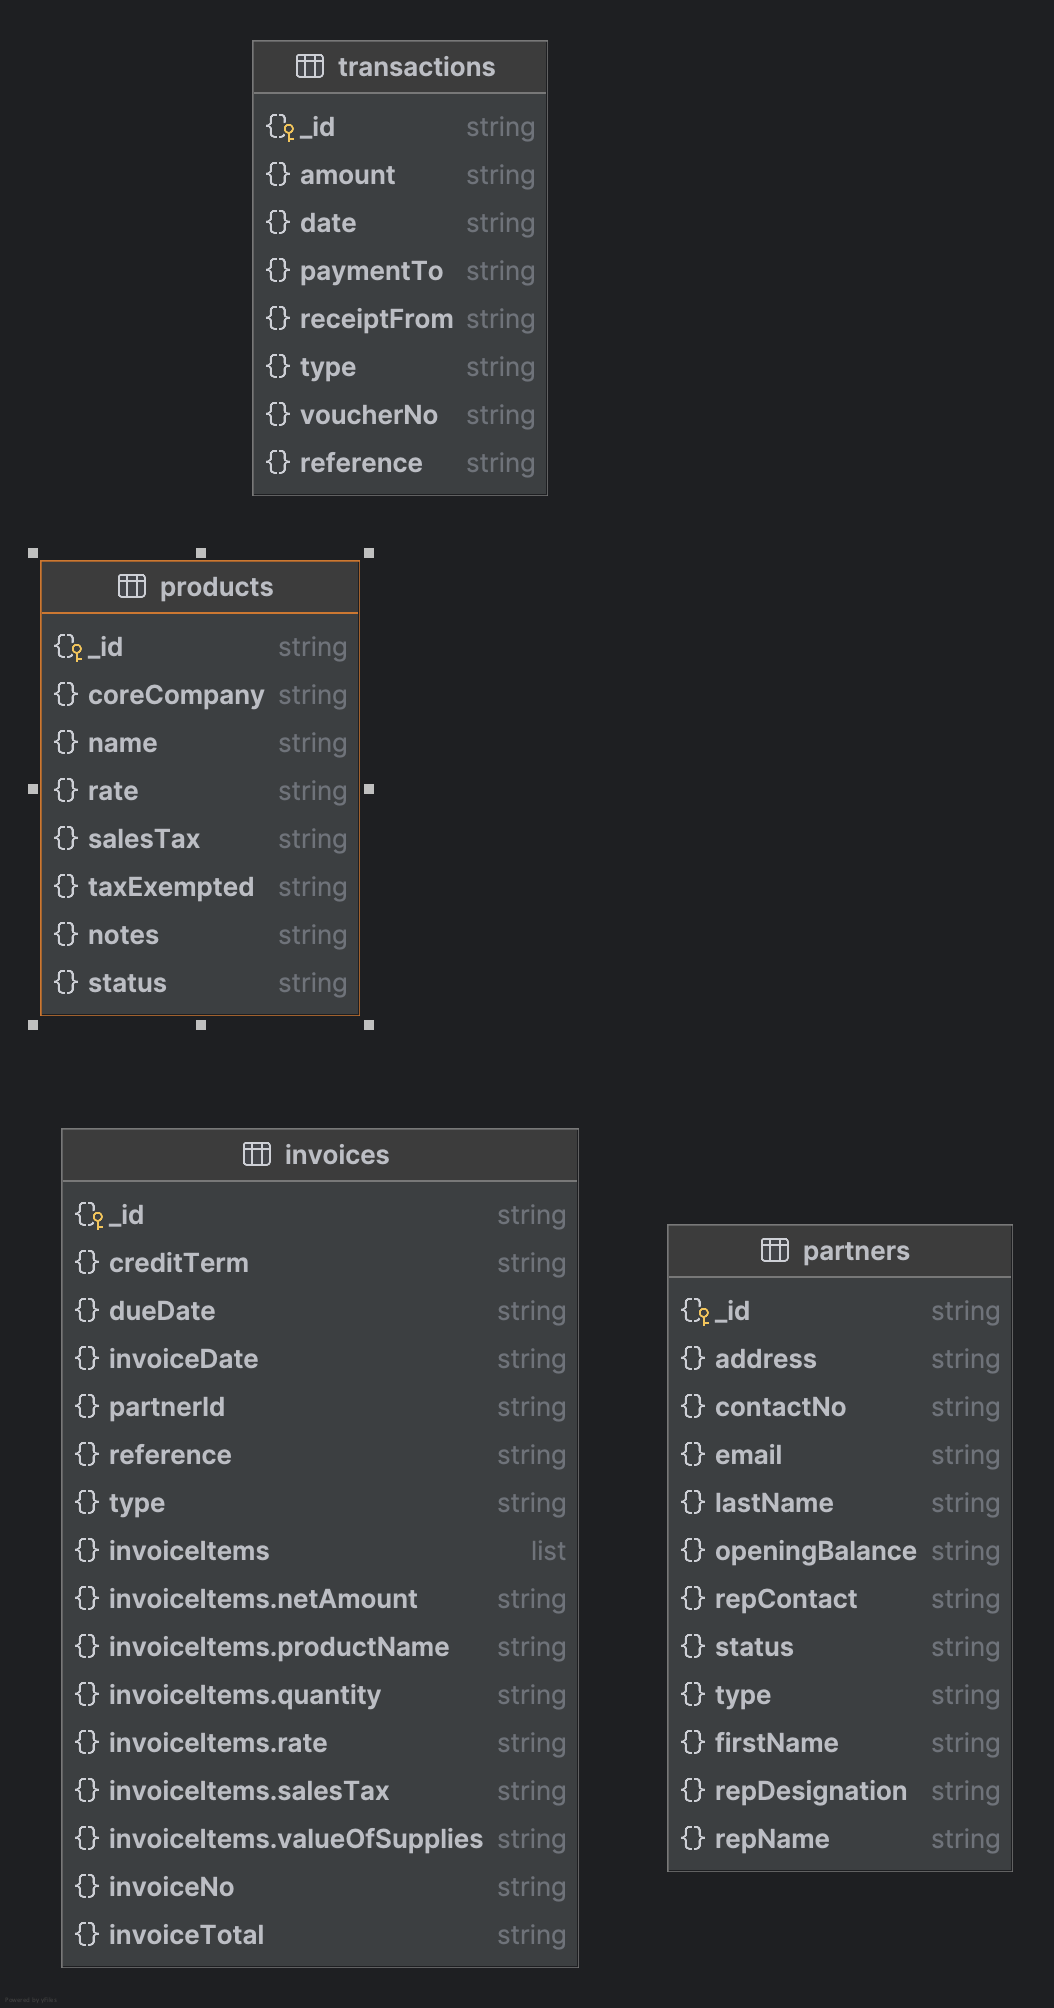 transactions
_id string
amount string
date string
paymentTo string
receiptFrom string
type string
voucherNo string
reference string
products
_id string
coreCompany string
name string
rate string
salesTax string
taxExempted string
notes string
status string
invoices
_id string
creditTerm string
dueDate string
invoiceDate string
partnerId string
reference string
type string
invoiceItems list
invoiceItems.netAmount string
invoiceItems.productName string
invoiceItems.quantity string
invoiceItems.rate string
invoiceItems.salesTax string
invoiceItems.valueOfSupplies string
invoiceNo string
invoiceTotal string
partners
_id string
address string
contactNo string
email string
lastName string
openingBalance string
repContact string
status string
type string
firstName string
repDesignation string
repName string
Powered by yFiles